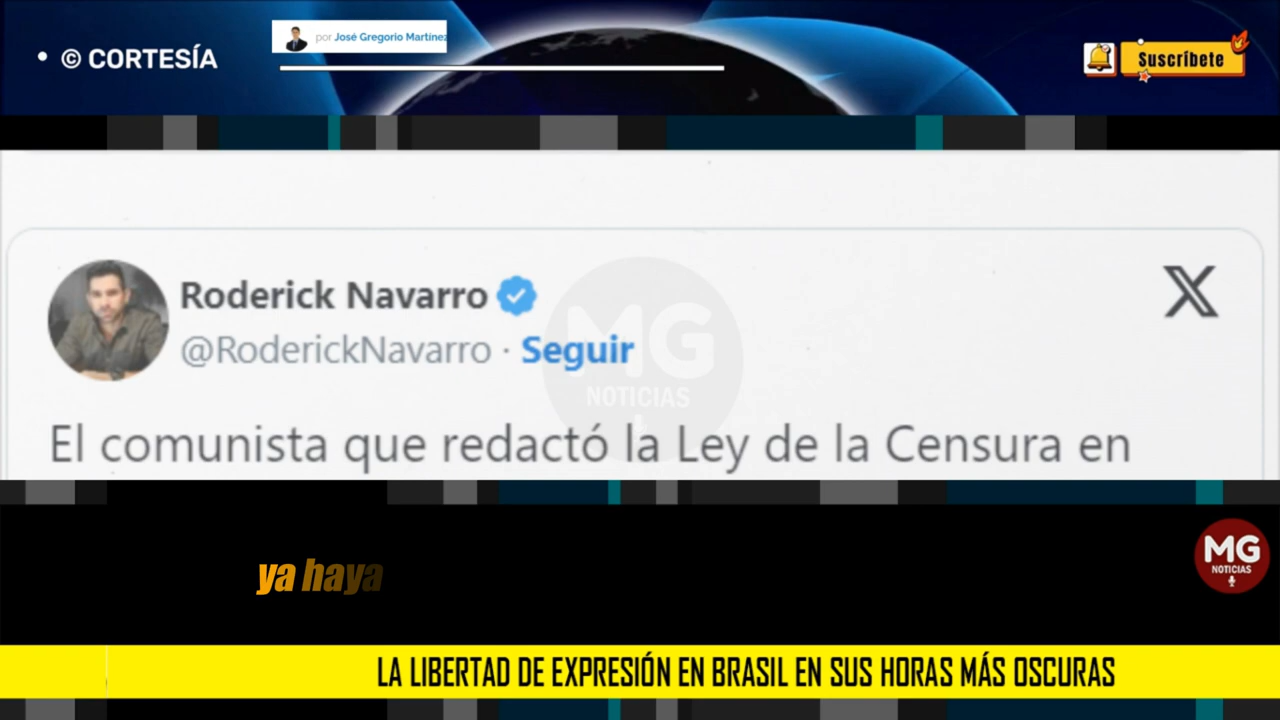 • © CORTESÍA
por José Gregorio Martínez
Suscríbete
Roderick Navarro
X
@RoderickNavarro · Seguir
MG
NOTICIAS
El comunista que redactó la Ley de la Censura en
ya haya
MG
NOTICIAS
LA LIBERTAD DE EXPRESIÓN EN BRASIL EN SUS HORAS MÁS OSCURAS